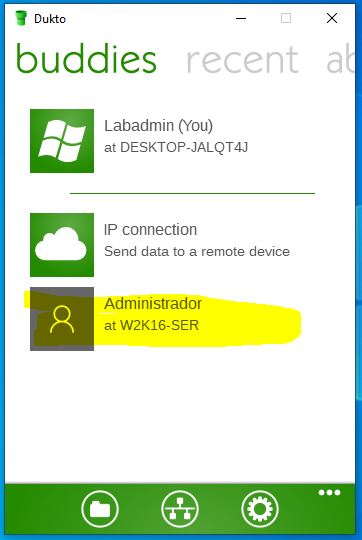 Dukto
buddies recent ab
Labadmin (You)
at DESKTOP-JALQT4J
IP connection
Send data to a remote device
Administrador
at W2K16-SER